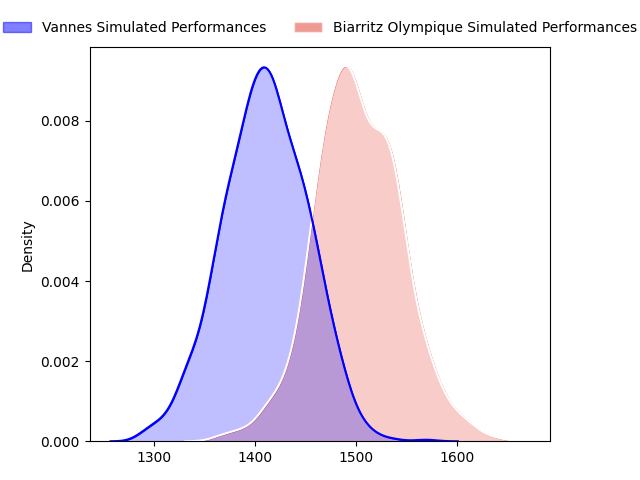 Vannes Simulated Performances Biarritz Olympique Simulated Performances
0.008
0.006
0.004
0.002
0.000
Density
1300 1400 1500 1600